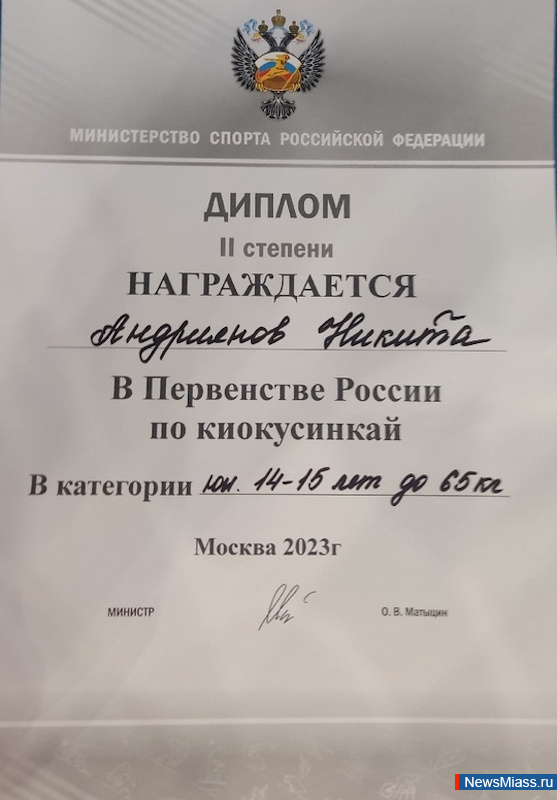 МИНИСТЕРСТВО СПОРТА РОССИЙСКОЙ ФЕДЕРАЦИИ
ДИПЛОМ
II степени
НАГРАЖДАЕТСЯ
Андриянов Никита
В Первенстве России
по киокусинкай
В категории юн. 14-15 лет до 65кг
Москва 2023г
МИНИСТР О. В. Матыцин
NewsMiass.ru